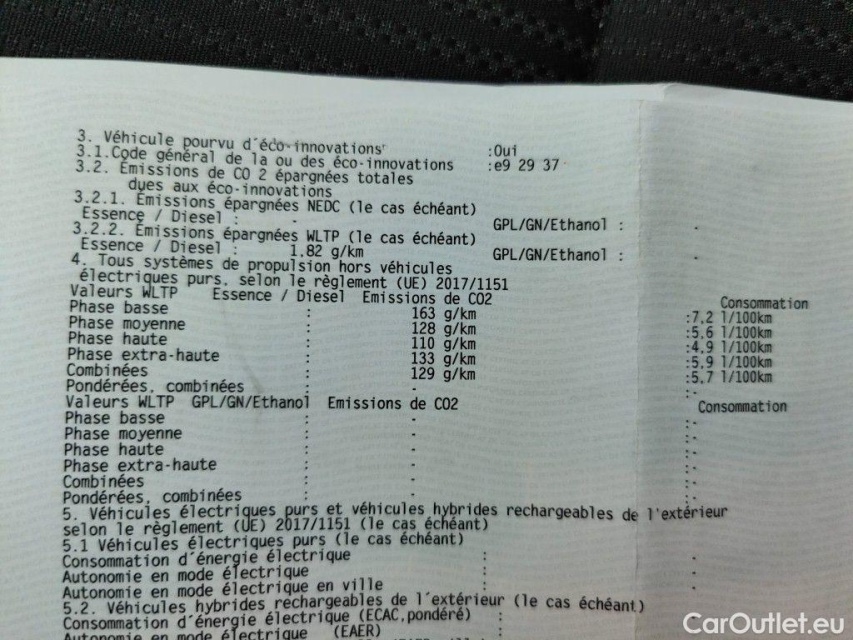 3. Véhicule pourvu d'éco-innovations :Oui
3.1.Code général de la ou des éco-innovations :e9 29 37
3.2. Émissions de CO 2 épargnées totales
dues aux éco-innovations
3.2.1. Émissions épargnées NEDC (le cas échéant)
Essence / Diesel : - GPL/GN/Ethanol : -
3.2.2. Émissions épargnées WLTP (le cas échéant)
Essence / Diesel : 1.82 g/km GPL/GN/Ethanol : -
4. Tous systèmes de propulsion hors véhicules
électriques purs, selon le règlement (UE) 2017/1151
Valeurs WLTP Essence / Diesel Emissions de CO2 Consommation
Phase basse : 163 g/km :7,2 l/100km
Phase moyenne : 128 g/km :5,6 l/100km
Phase haute : 110 g/km :4,9 l/100km
Phase extra-haute : 133 g/km :5,9 l/100km
Combinées : 129 g/km :5,7 l/100km
Pondérées, combinées : - :-
Valeurs WLTP GPL/GN/Ethanol Emissions de CO2 Consommation
Phase basse : - :-
Phase moyenne : - :-
Phase haute : - :-
Phase extra-haute : - :-
Combinées : - :-
Pondérées, combinées : - :-
5. Véhicules électriques purs et véhicules hybrides rechargeables de l'extérieur
selon le règlement (UE) 2017/1151 (le cas échéant)
5.1 Véhicules électriques purs (le cas échéant)
Consommation d'énergie électrique : -
Autonomie en mode électrique : -
Autonomie en mode électrique en ville : -
5.2. Véhicules hybrides rechargeables de l'extérieur (le cas échéant)
Consommation d'énergie électrique (ECAC,pondéré) : -
Autonomie en mode électrique (EAER)
CarOutlet.eu